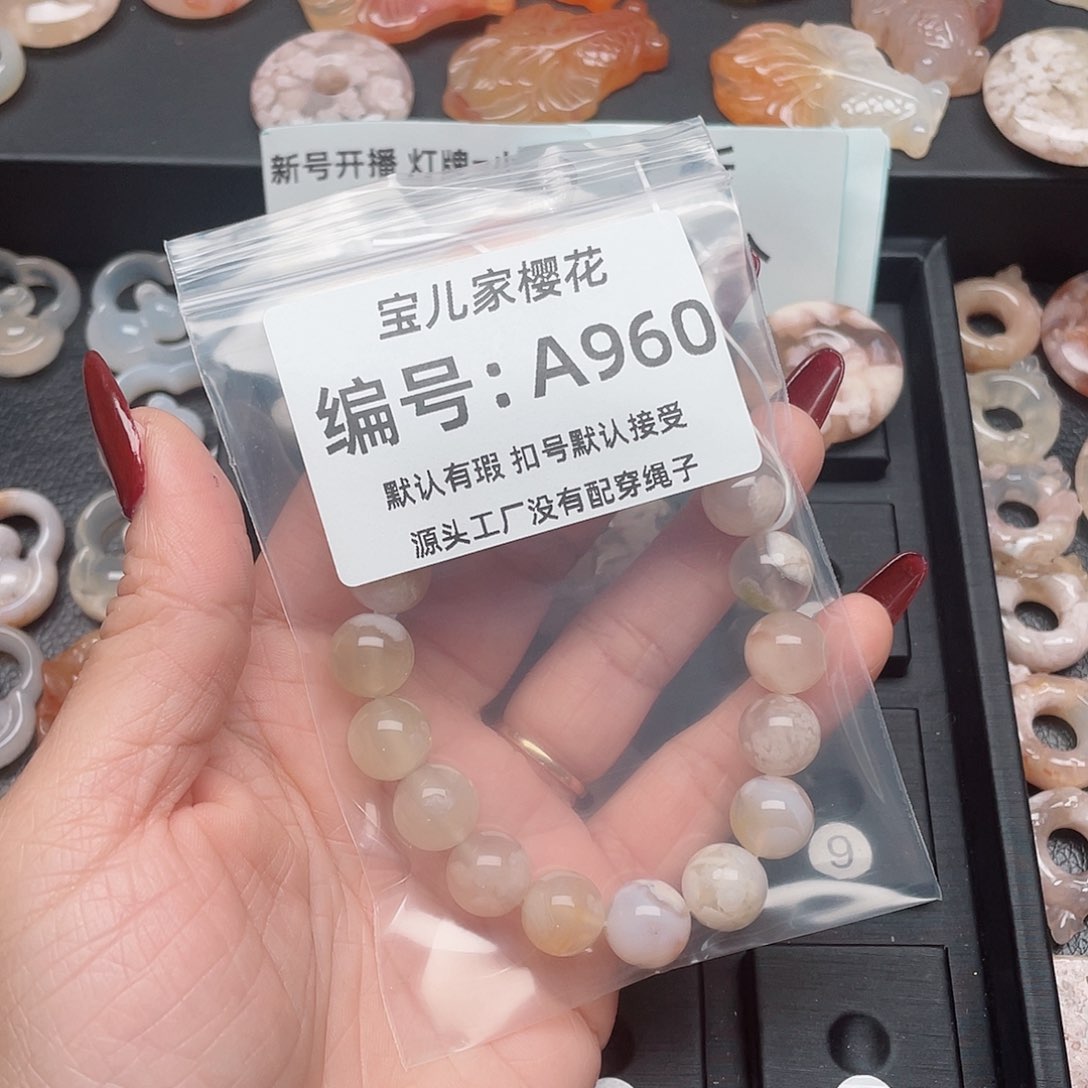 新号开播 灯牌
宝儿家樱花
编号：A960
默认有瑕 扣号默认接受
源头工厂没有配穿绳子
9